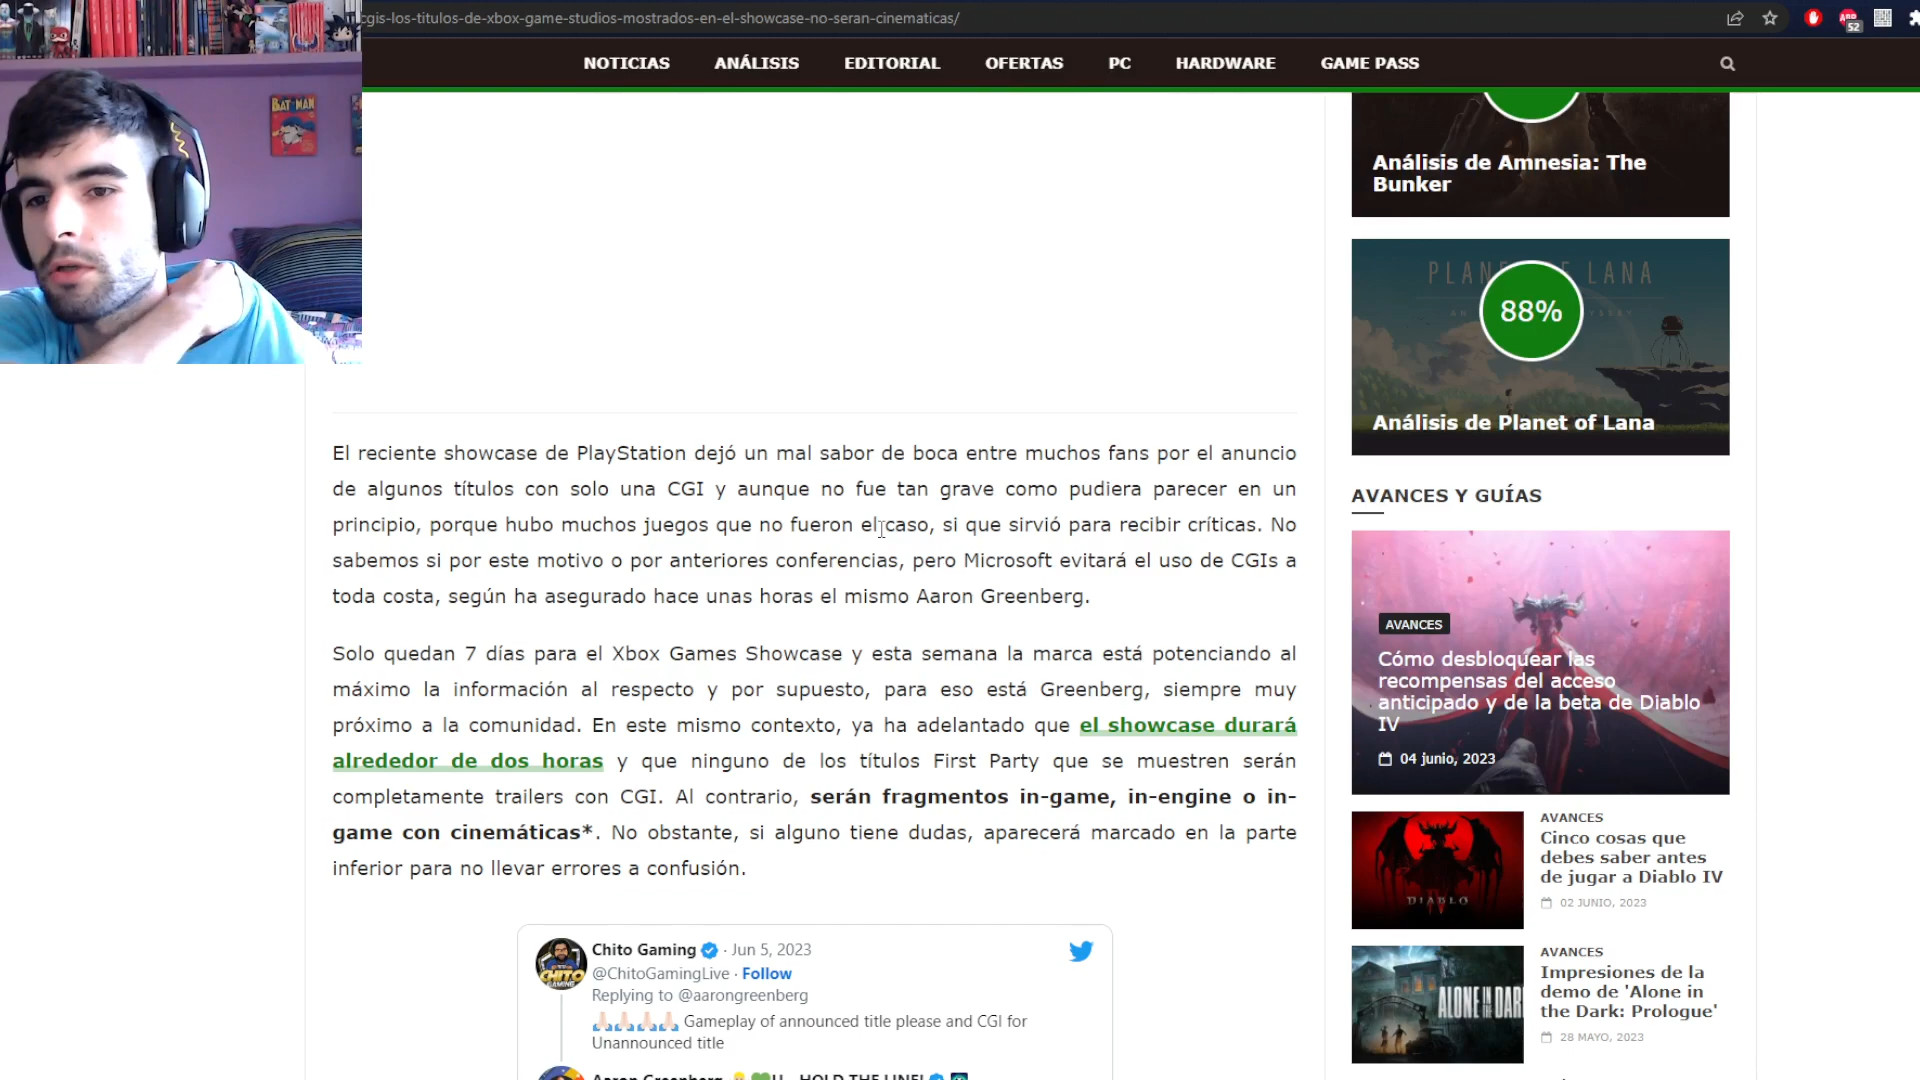 cgis-los-titulos-de-xbox-game-studios-mostrados-en-el-showcase-no-seran-cinematicas/
52
NOTICIAS ANÁLISIS EDITORIAL OFERTAS PC HARDWARE GAME PASS
BATMAN
Análisis de Amnesia: The
Bunker
PLANET OF LANA
88%
Análisis de Planet of Lana
El reciente showcase de PlayStation dejó un mal sabor de boca entre muchos fans por el anuncio
de algunos títulos con solo una CGI y aunque no fue tan grave como pudiera parecer en un
principio, porque hubo muchos juegos que no fueron el caso, si que sirvió para recibir críticas. No
sabemos si por este motivo o por anteriores conferencias, pero Microsoft evitará el uso de CGIs a
toda costa, según ha asegurado hace unas horas el mismo Aaron Greenberg.
Solo quedan 7 días para el Xbox Games Showcase y esta semana la marca está potenciando al
máximo la información al respecto y por supuesto, para eso está Greenberg, siempre muy
próximo a la comunidad. En este mismo contexto, ya ha adelantado que el showcase durará
alrededor de dos horas y que ninguno de los títulos First Party que se muestren serán
completamente trailers con CGI. Al contrario, serán fragmentos in-game, in-engine o in-
game con cinemáticas*. No obstante, si alguno tiene dudas, aparecerá marcado en la parte
inferior para no llevar errores a confusión.
Chito Gaming · Jun 5, 2023
@ChitoGamingLive · Follow
Replying to @aarongreenberg
🙏🏻🙏🏻🙏🏻🙏🏻 Gameplay of announced title please and CGI for
Unannounced title
AVANCES Y GUÍAS
AVANCES
Cómo desbloquear las
recompensas del acceso
anticipado y de la beta de Diablo
IV
04 junio, 2023
DIABLO
AVANCES
Cinco cosas que
debes saber antes
de jugar a Diablo IV
02 JUNIO, 2023
ALONE IN THE DARK
AVANCES
Impresiones de la
demo de 'Alone in
the Dark: Prologue'
28 MAYO, 2023